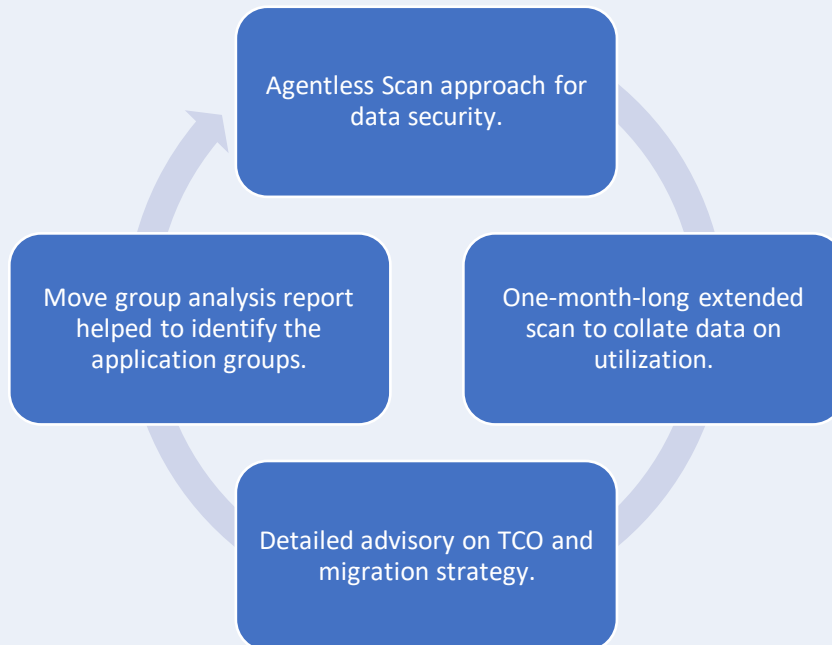 Agentless Scan approach for
data security.
One-month-long extended
scan to collate data on
utilization.
Detailed advisory on TCO and
migration strategy.
Move group analysis report
helped to identify the
application groups.